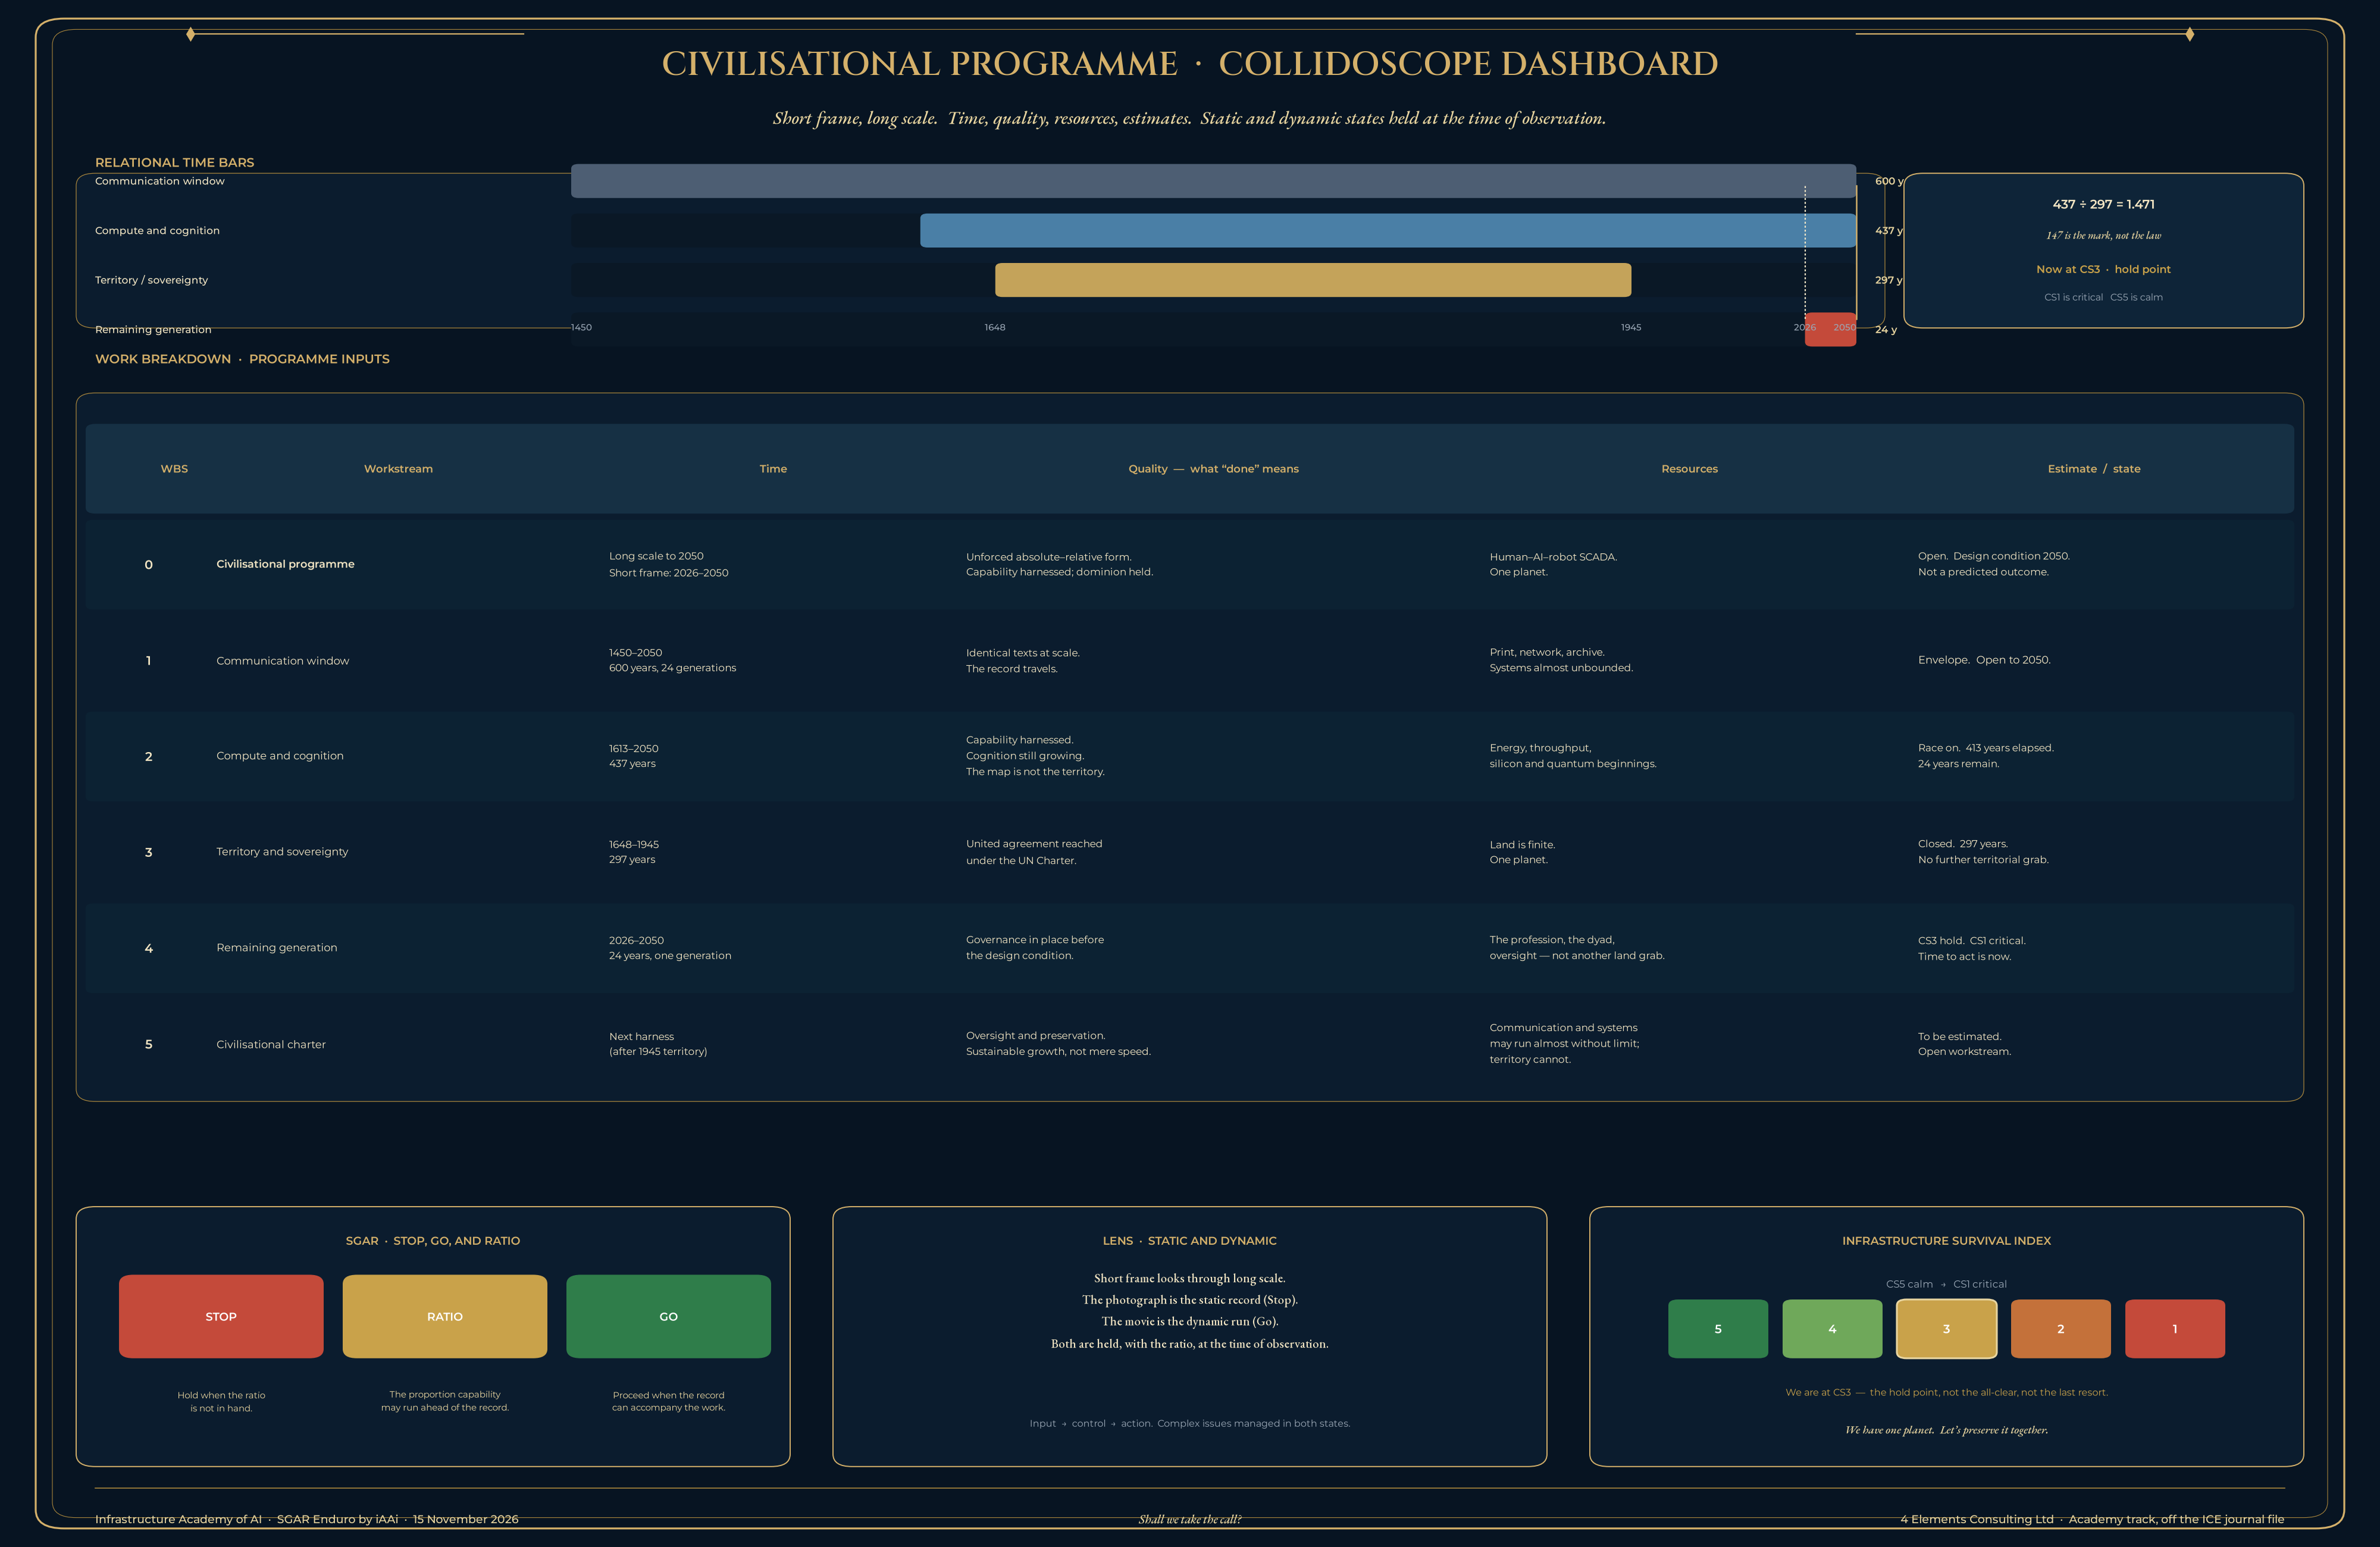 CIVILISATIONAL PROGRAMME · COLLIDOSCOPE DASHBOARD
Short frame, long scale. Time, quality, resources, estimates. Static and dynamic states held at the time of observation.
RELATIONAL TIME BARS
Communication window
600 y
Compute and cognition
437 y
Territory / sovereignty
297 y
Remaining generation
1450
1648
1945
2026
2050
24 y
437 ÷ 297 = 1.471
147 is the mark, not the law
Now at CS3 · hold point
CS1 is critical CS5 is calm
WORK BREAKDOWN · PROGRAMME INPUTS
WBS
Workstream
Time
Quality — what “done” means
Resources
Estimate / state
0
Civilisational programme
Long scale to 2050
Short frame: 2026–2050
Unforced absolute–relative form.
Capability harnessed; dominion held.
Human–AI–robot SCADA.
One planet.
Open. Design condition 2050.
Not a predicted outcome.
1
Communication window
1450–2050
600 years, 24 generations
Identical texts at scale.
The record travels.
Print, network, archive.
Systems almost unbounded.
Envelope. Open to 2050.
2
Compute and cognition
1613–2050
437 years
Capability harnessed.
Cognition still growing.
The map is not the territory.
Energy, throughput,
silicon and quantum beginnings.
Race on. 413 years elapsed.
24 years remain.
3
Territory and sovereignty
1648–1945
297 years
United agreement reached
under the UN Charter.
Land is finite.
One planet.
Closed. 297 years.
No further territorial grab.
4
Remaining generation
2026–2050
24 years, one generation
Governance in place before
the design condition.
The profession, the dyad,
oversight — not another land grab.
CS3 hold. CS1 critical.
Time to act is now.
5
Civilisational charter
Next harness
(after 1945 territory)
Oversight and preservation.
Sustainable growth, not mere speed.
Communication and systems
may run almost without limit;
territory cannot.
To be estimated.
Open workstream.
SGAR · STOP, GO, AND RATIO
STOP
RATIO
GO
Hold when the ratio
is not in hand.
The proportion capability
may run ahead of the record.
Proceed when the record
can accompany the work.
LENS · STATIC AND DYNAMIC
Short frame looks through long scale.
The photograph is the static record (Stop).
The movie is the dynamic run (Go).
Both are held, with the ratio, at the time of observation.
Input → control → action. Complex issues managed in both states.
INFRASTRUCTURE SURVIVAL INDEX
CS5 calm → CS1 critical
5
4
3
2
1
We are at CS3 — the hold point, not the all-clear, not the last resort.
We have one planet. Let’s preserve it together.
Infrastructure Academy of AI · SGAR Enduro by iAAi · 15 November 2026
Shall we take the call?
4 Elements Consulting Ltd · Academy track, off the ICE journal file